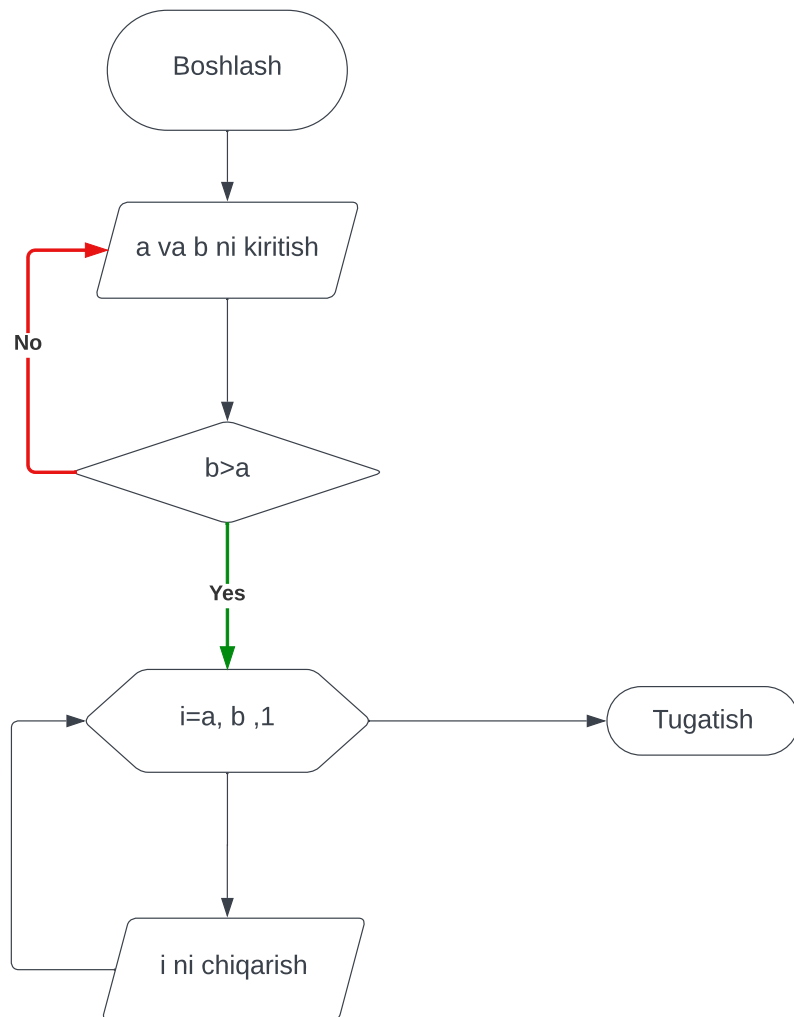 Boshlash
a va b ni kiritish
No
b>a
Yes
i=a, b ,1
Tugatish
i ni chiqarish